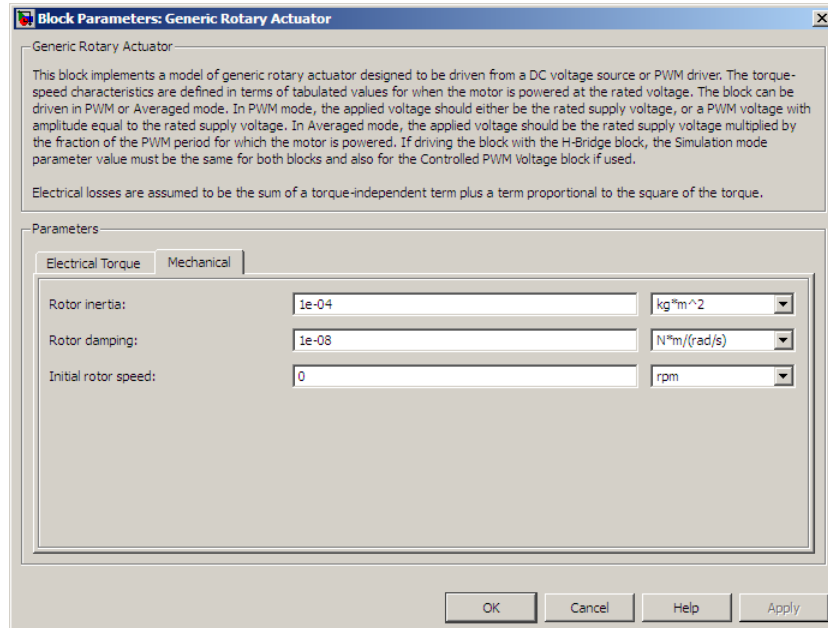 Block Parameters: Generic Rotary Actuator
Generic Rotary Actuator
This block implements a model of generic rotary actuator designed to be driven from a DC voltage source or PWM driver. The torque-
speed characteristics are defined in terms of tabulated values for when the motor is powered at the rated voltage. The block can be
driven in PWM or Averaged mode. In PWM mode, the applied voltage should either be the rated supply voltage, or a PWM voltage with
amplitude equal to the rated supply voltage. In Averaged mode, the applied voltage should be the rated supply voltage multiplied by
the fraction of the PWM period for which the motor is powered. If driving the block with the H-Bridge block, the Simulation mode
parameter value must be the same for both blocks and also for the Controlled PWM Voltage block if used.
Electrical losses are assumed to be the sum of a torque-independent term plus a term proportional to the square of the torque.
Parameters
Electrical Torque Mechanical
Rotor inertia: 1e-04 kg*m^2
Rotor damping: 1e-08 N*m/(rad/s)
Initial rotor speed: 0 rpm
OK Cancel Help Apply